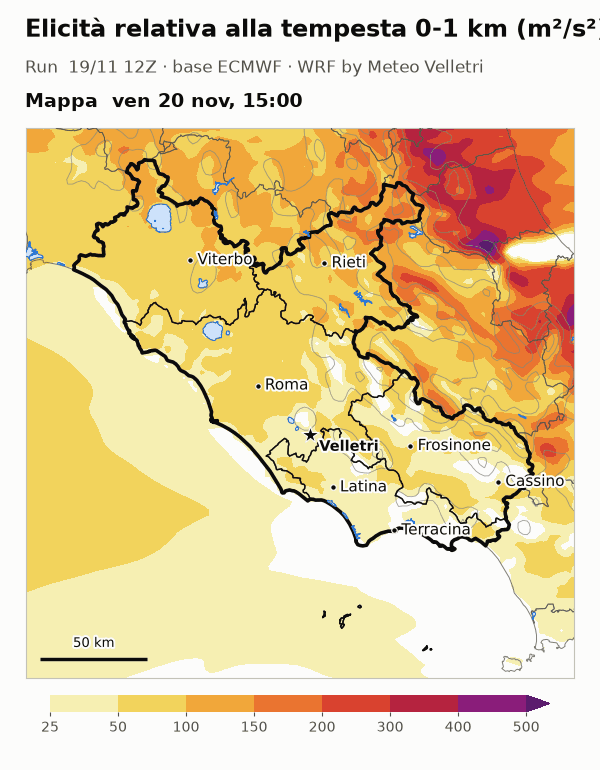 Elicità relativa alla tempesta 0-1 km (m²/s²)
Run  19/11 12Z · base ECMWF · WRF by Meteo Velletri
Mappa  ven 20 nov, 15:00
Viterbo
Rieti
Roma
Velletri
Frosinone
Cassino
Latina
Terracina
50 km
25 50 100 150 200 300 400 500